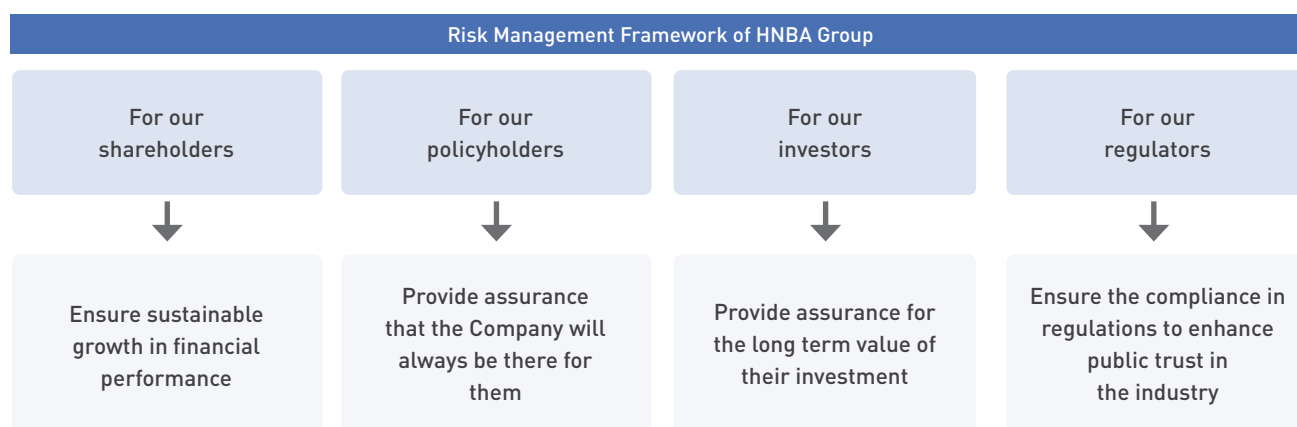 Risk Management Framework of HNBA Group
For our
shareholders
For our
policyholders
For our
investors
For our
regulators
Ensure sustainable
growth in financial
performance
Provide assurance
that the Company will
always be there for
them
Provide assurance for
the long term value of
their investment
Ensure the compliance in
regulations to enhance
public trust in
the industry